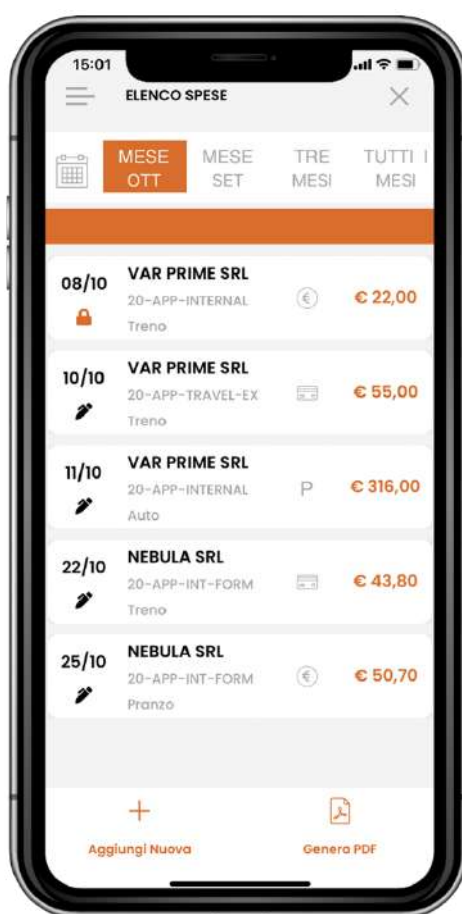 15:01
ELENCO SPESE
MESE OTT
MESE SET
TRE MESI
TUTTI I MESI
08/10
VAR PRIME SRL
20-APP-INTERNAL
Treno
€ 22,00
10/10
VAR PRIME SRL
20-APP-TRAVEL-EX
Treno
€ 55,00
11/10
VAR PRIME SRL
20-APP-INTERNAL
Auto
P
€ 316,00
22/10
NEBULA SRL
20-APP-INT-FORM
Treno
€ 43,80
25/10
NEBULA SRL
20-APP-INT-FORM
Pranzo
€
€ 50,70
Aggiungi Nuova
Genera PDF